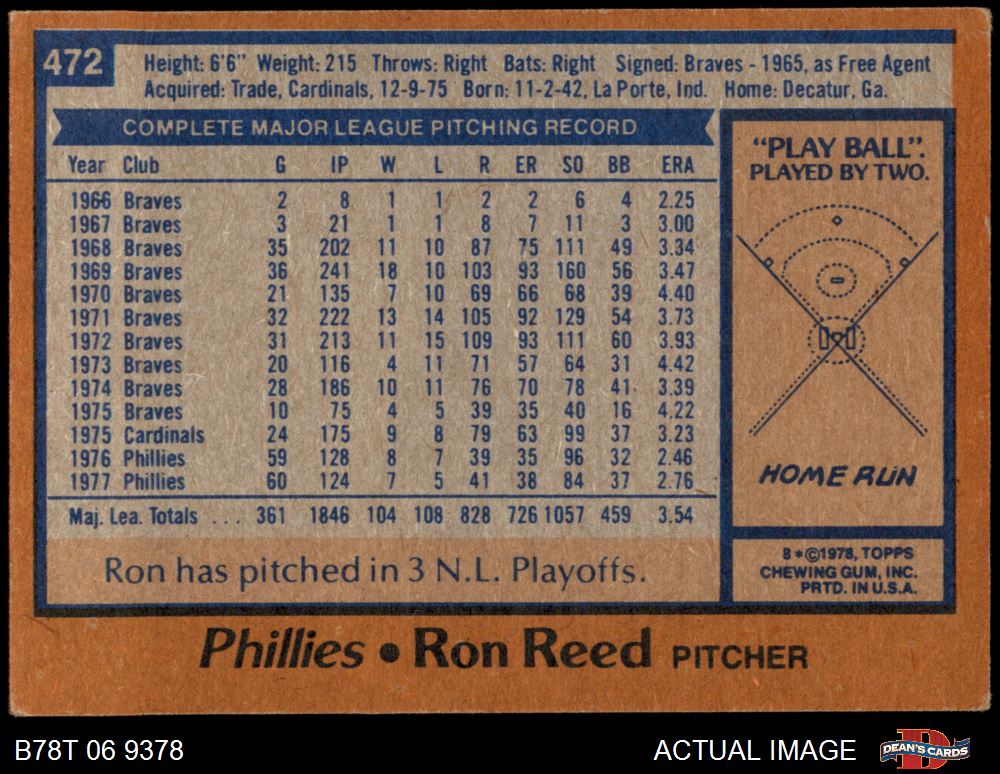 472
Height: 6'6" Weight: 215 Throws: Right Bats: Right Signed: Braves - 1965, as Free Agent
Acquired: Trade, Cardinals, 12-9-75 Born: 11-2-42, La Porte, Ind. Home: Decatur, Ga.
COMPLETE MAJOR LEAGUE PITCHING RECORD
Year Club G IP W L R ER SO BB ERA
1966 Braves 2 8 1 1 2 2 6 4 2.25
1967 Braves 3 21 1 1 8 7 11 3 3.00
1968 Braves 35 202 11 10 87 75 111 49 3.34
1969 Braves 36 241 18 10 103 93 160 56 3.47
1970 Braves 21 135 7 10 69 66 68 39 4.40
1971 Braves 32 222 13 14 105 92 129 54 3.73
1972 Braves 31 213 11 15 109 93 111 60 3.93
1973 Braves 20 116 4 11 71 57 64 31 4.42
1974 Braves 28 186 10 11 76 70 78 41 3.39
1975 Braves 10 75 4 5 39 35 40 16 4.22
1975 Cardinals 24 175 9 8 79 63 99 37 3.23
1976 Phillies 59 128 8 7 39 35 96 32 2.46
1977 Phillies 60 124 7 5 41 38 84 37 2.76
Maj. Lea. Totals ... 361 1846 104 108 828 726 1057 459 3.54
Ron has pitched in 3 N.L. Playoffs.
"PLAY BALL".
PLAYED BY TWO.
HOME RUN
8*©1978, TOPPS
CHEWING GUM, INC.
PRTD. IN U.S.A.
Phillies • Ron Reed PITCHER
B78T 06 9378
ACTUAL IMAGE
DEAN'S CARDS